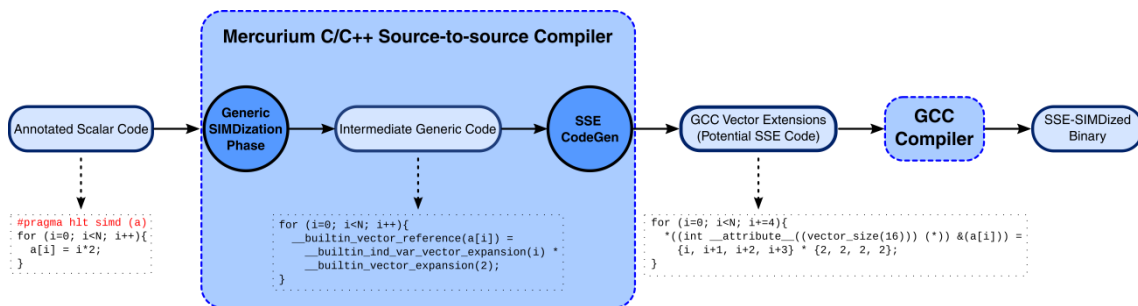 Mercurium C/C++ Source-to-source Compiler
Annotated Scalar Code
Generic
SIMDization
Phase
Intermediate Generic Code
SSE
CodeGen
GCC Vector Extensions
(Potential SSE Code)
GCC
Compiler
SSE-SIMDized
Binary
#pragma hlt simd (a)
for (i=0; i<N; i++){
  a[i] = i*2;
}
for (i=0; i<N; i++){
  __builtin_vector_reference(a[i]) =
    __builtin_ind_var_vector_expansion(i) *
    __builtin_vector_expansion(2);
}
for (i=0; i<N; i+=4){
  *((int __attribute__((vector_size(16))) (*)) &(a[i])) =
    {i, i+1, i+2, i+3} * {2, 2, 2, 2};
}